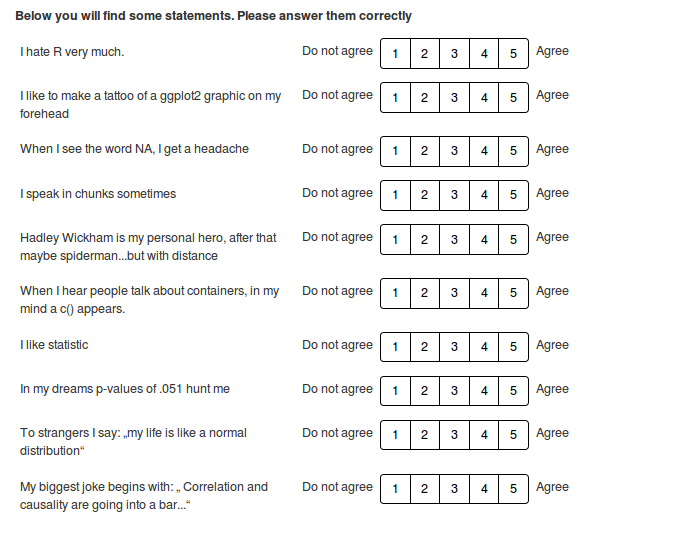 Below you will find some statements. Please answer them correctly
I hate R very much. Do not agree 1 2 3 4 5 Agree
I like to make a tattoo of a ggplot2 graphic on my Do not agree 1 2 3 4 5 Agree
forehead
When I see the word NA, I get a headache Do not agree 1 2 3 4 5 Agree
I speak in chunks sometimes Do not agree 1 2 3 4 5 Agree
Hadley Wickham is my personal hero, after that Do not agree 1 2 3 4 5 Agree
maybe spiderman...but with distance
When I hear people talk about containers, in my Do not agree 1 2 3 4 5 Agree
mind a c() appears.
I like statistic Do not agree 1 2 3 4 5 Agree
In my dreams p-values of .051 hunt me Do not agree 1 2 3 4 5 Agree
To strangers I say: „my life is like a normal Do not agree 1 2 3 4 5 Agree
distribution“
My biggest joke begins with: „ Correlation and Do not agree 1 2 3 4 5 Agree
causality are going into a bar...“